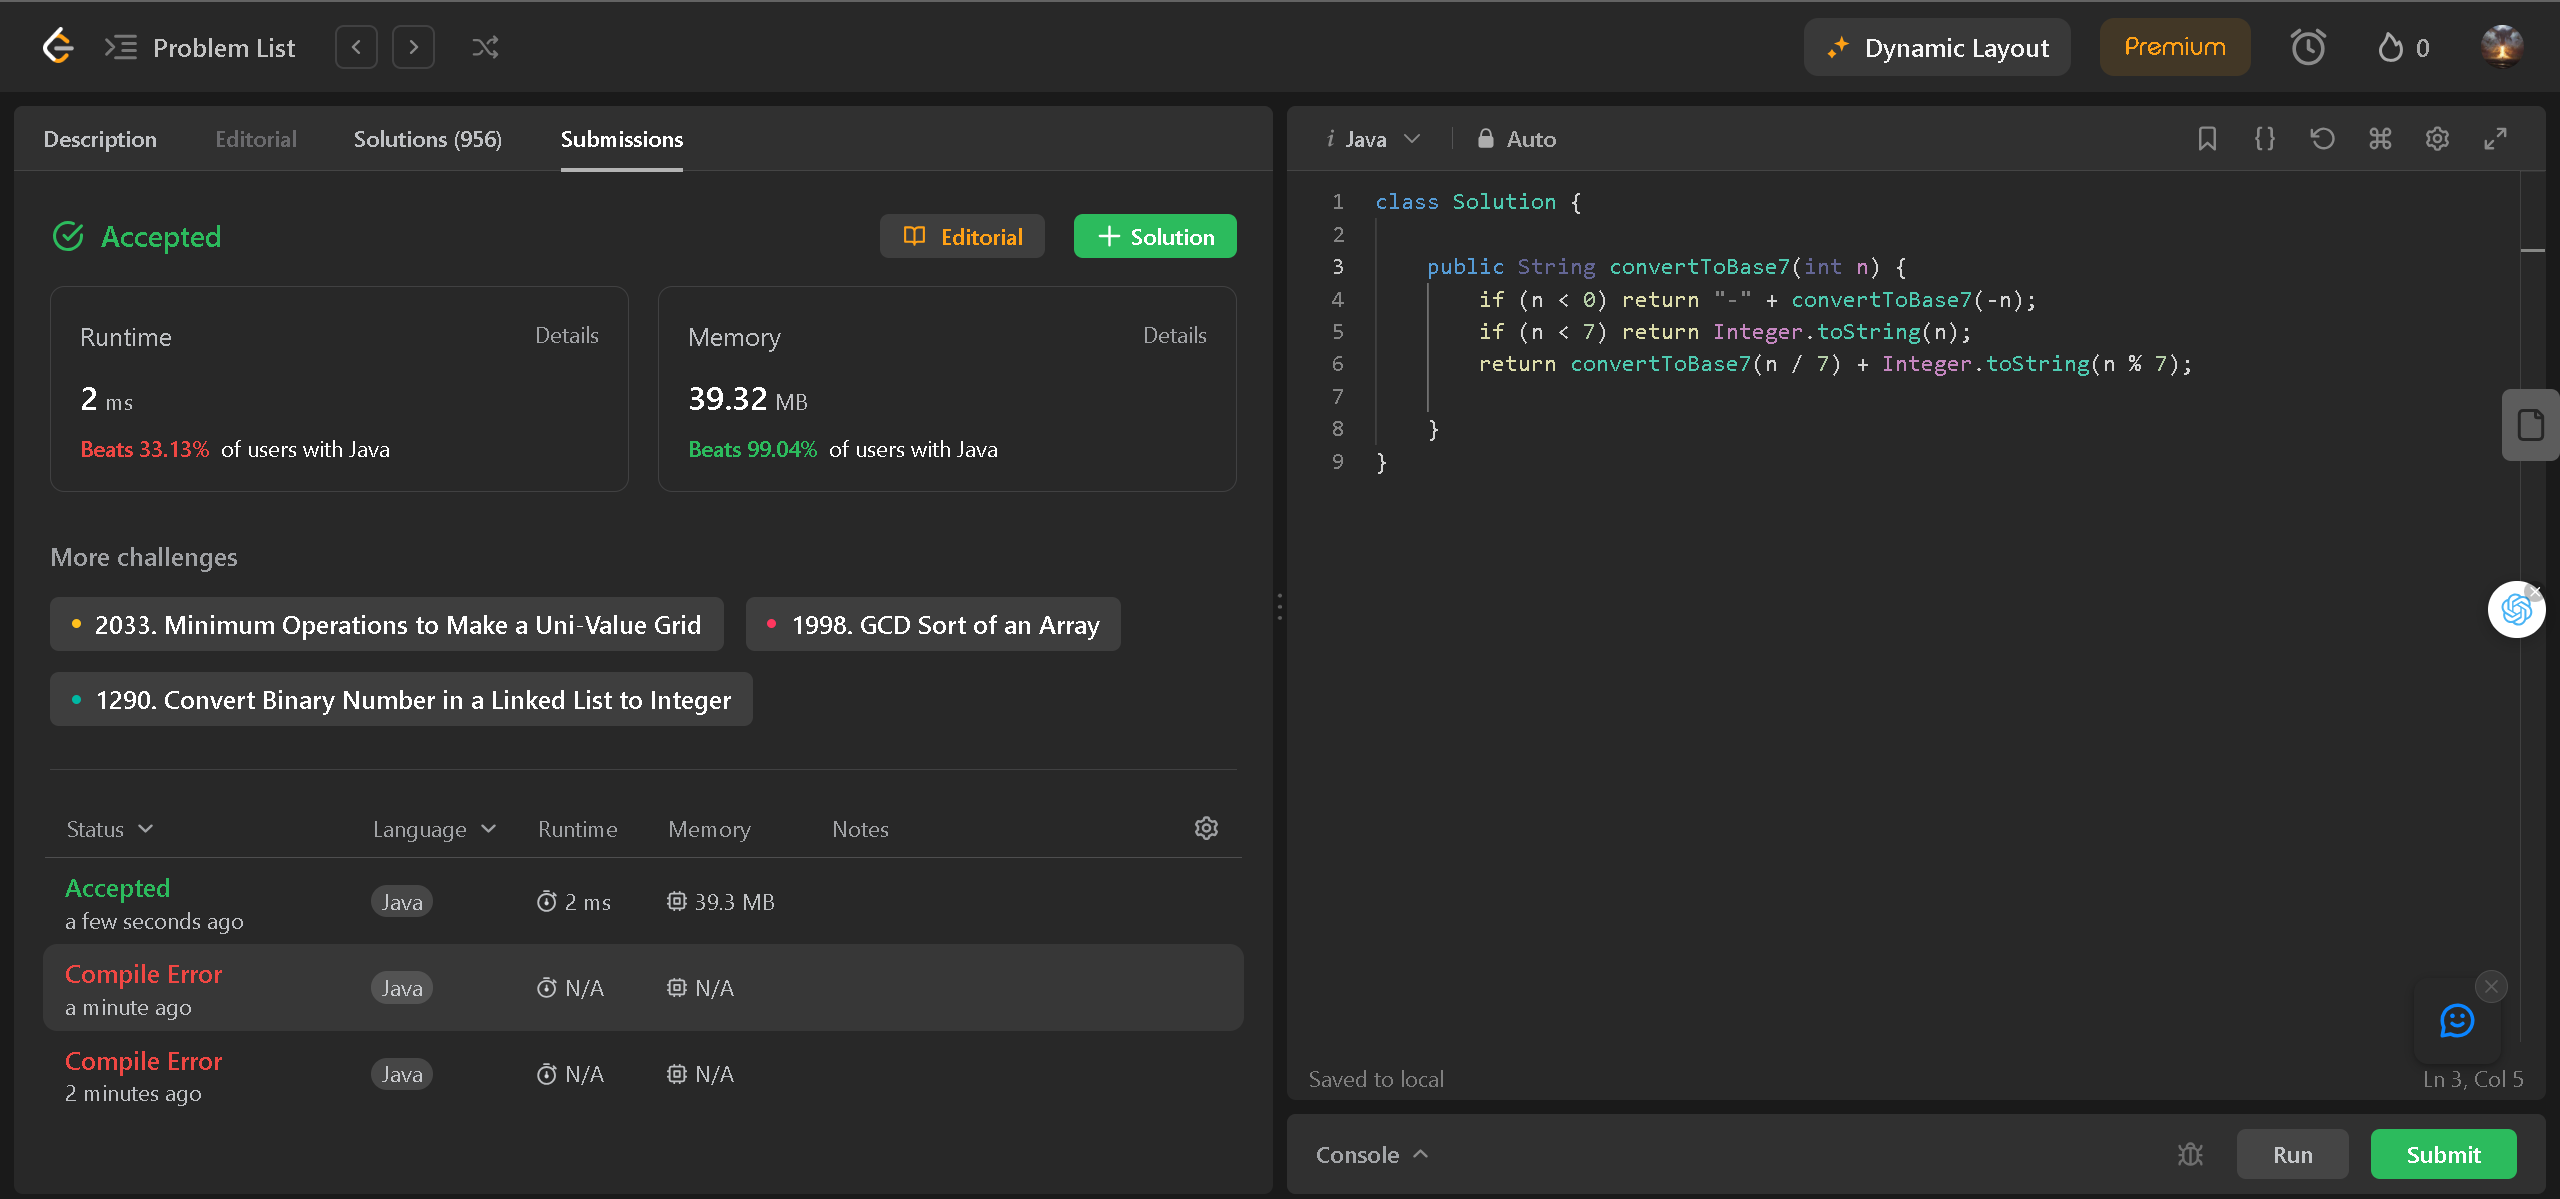 Problem List
Dynamic Layout
Premium
0
Description Editorial Solutions (956) Submissions
Accepted
Editorial
Solution
Runtime Details
2 ms
Beats 33.13% of users with Java
Memory Details
39.32 MB
Beats 99.04% of users with Java
More challenges
2033. Minimum Operations to Make a Uni-Value Grid
1998. GCD Sort of an Array
1290. Convert Binary Number in a Linked List to Integer
Status Language Runtime Memory Notes
Accepted
a few seconds ago
Java 2 ms 39.3 MB
Compile Error
a minute ago
Java N/A N/A
Compile Error
2 minutes ago
Java N/A N/A
i Java Auto
1 class Solution {
2
3 public String convertToBase7(int n) {
4 if (n < 0) return "-" + convertToBase7(-n);
5 if (n < 7) return Integer.toString(n);
6 return convertToBase7(n / 7) + Integer.toString(n % 7);
7
8 }
9 }
Saved to local
Ln 3, Col 5
Console
Run
Submit